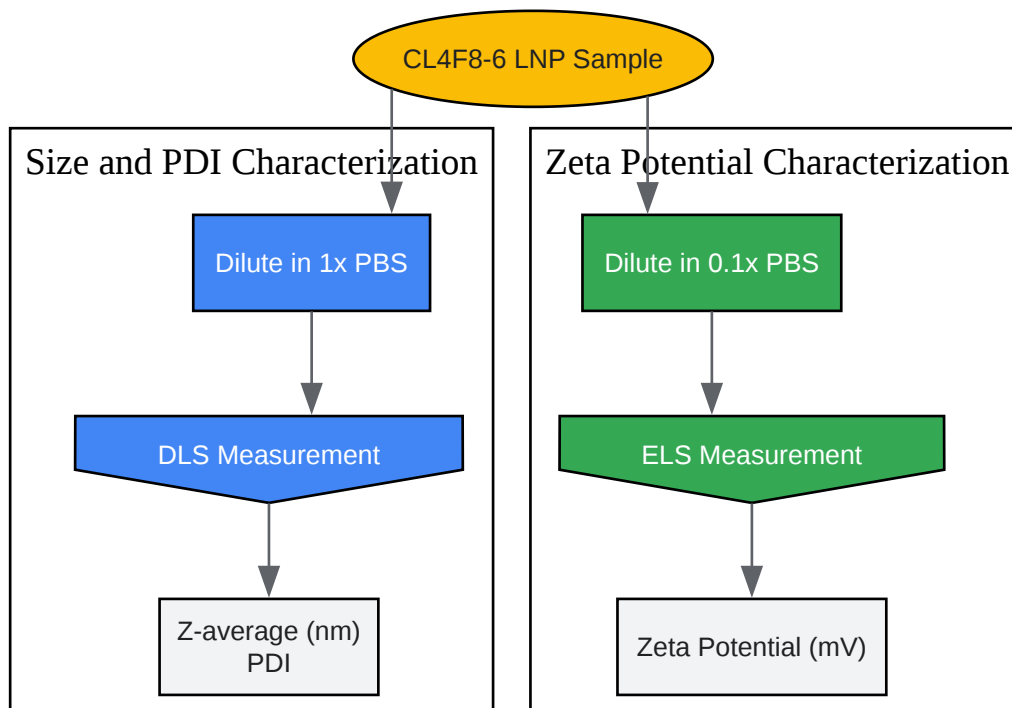 CL4F8-6 LNP Sample
Size and PDI Characterization
Dilute in 1x PBS
DLS Measurement
Z-average (nm)
PDI
Zeta Potential Characterization
Dilute in 0.1x PBS
ELS Measurement
Zeta Potential (mV)